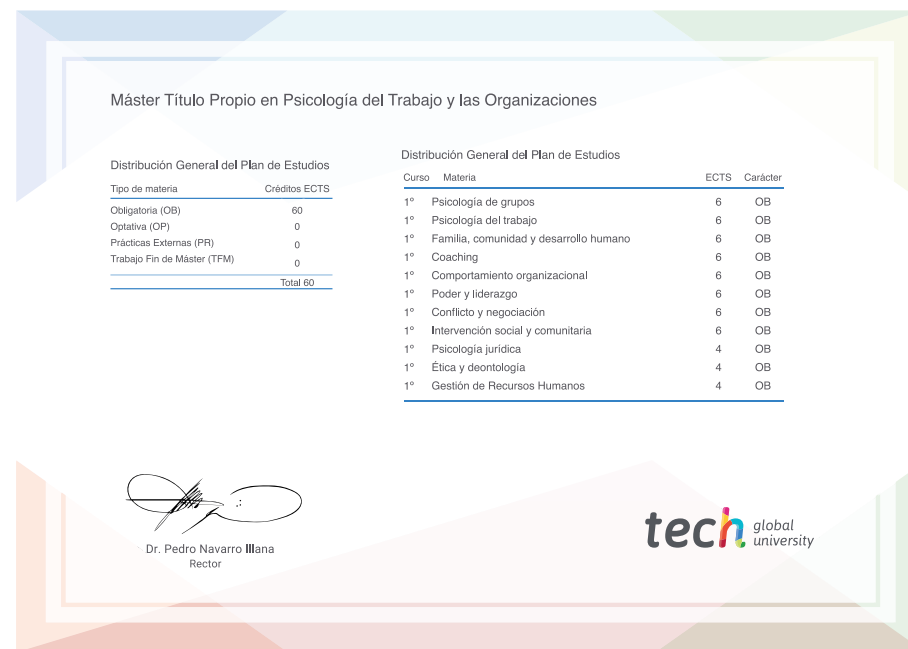 Máster Título Propio en Psicología del Trabajo y las Organizaciones
Distribución General del Plan de Estudios
Tipo de materia Créditos ECTS
Obligatoria (OB) 60
Optativa (OP) 0
Prácticas Externas (PR) 0
Trabajo Fin de Máster (TFM) 0
Total 60
Distribución General del Plan de Estudios
Curso Materia ECTS Carácter
1º Psicología de grupos 6 OB
1º Psicología del trabajo 6 OB
1º Familia, comunidad y desarrollo humano 6 OB
1º Coaching 6 OB
1º Comportamiento organizacional 6 OB
1º Poder y liderazgo 6 OB
1º Conflicto y negociación 6 OB
1º Intervención social y comunitaria 6 OB
1º Psicología jurídica 4 OB
1º Ética y deontología 4 OB
1º Gestión de Recursos Humanos 4 OB
Dr. Pedro Navarro Illana
Rector
tech global
university